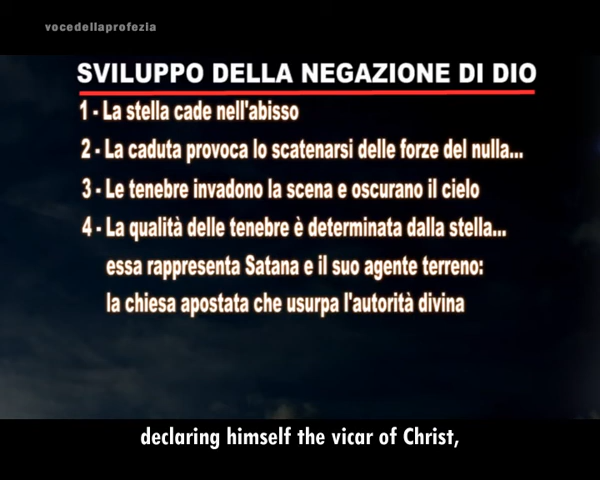 vocedellaprofezia
SVILUPPO DELLA NEGAZIONE DI DIO
1 - La stella cade nell'abisso
2 - La caduta provoca lo scatenarsi delle forze del nulla...
3 - Le tenebre invadono la scena e oscurano il cielo
4 - La qualità delle tenebre è determinata dalla stella...
essa rappresenta Satana e il suo agente terreno:
la chiesa apostata che usurpa l'autorità divina
declaring himself the vicar of Christ,